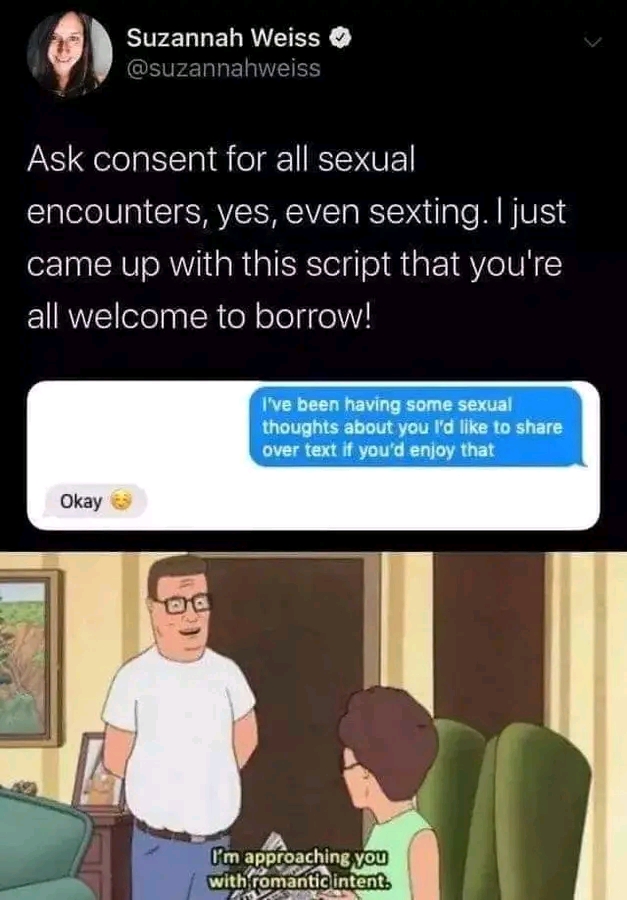 Suzannah Weiss
@suzannahweiss
Ask consent for all sexual
encounters, yes, even sexting. I just
came up with this script that you're
all welcome to borrow!
I've been having some sexual
thoughts about you I'd like to share
over text if you'd enjoy that
Okay ☺️
I'm approaching you
with romantic intent.